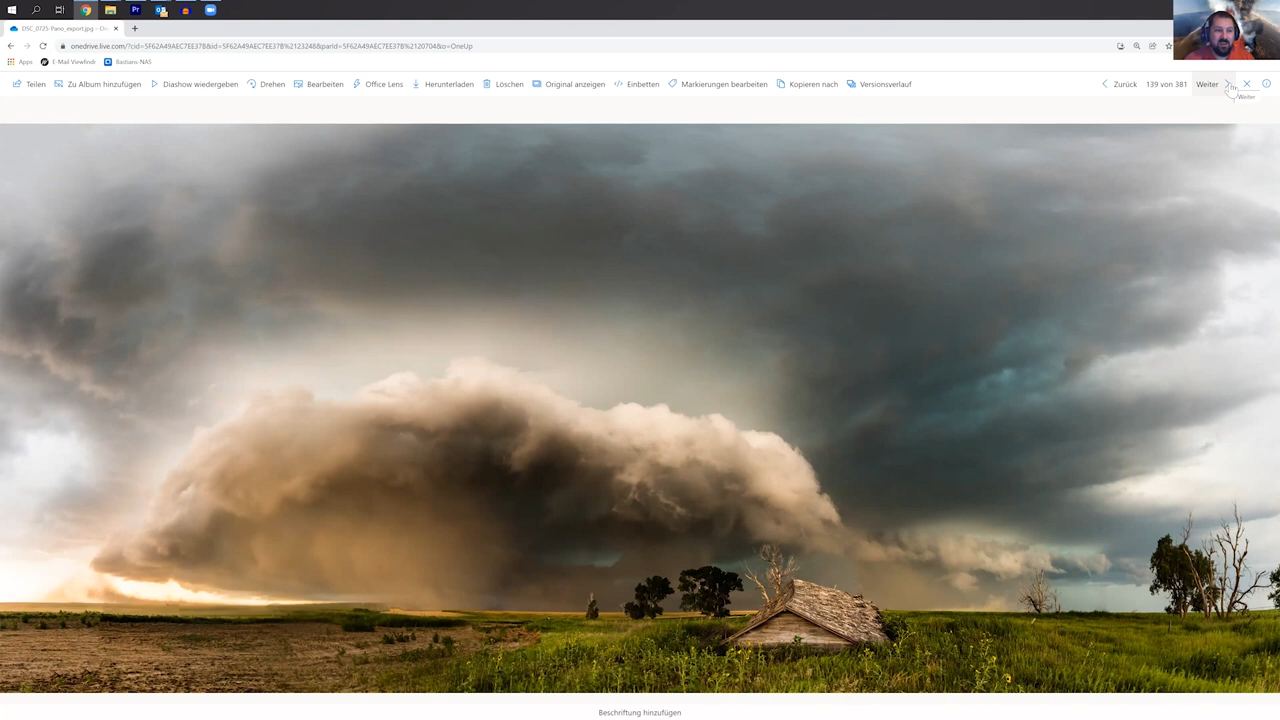 DSC_0725-Pano_export.jpg - On
onedrive.live.com/?cid=5F62A49AEC7EE37B&id=5F62A49AEC7EE37B%2123248&parId=5F62A49AEC7EE37B%2120704&o=OneUp
Apps E-Mail Viewfindr Bastians-NAS
Teilen Zu Album hinzufügen Diashow wiedergeben Drehen Bearbeiten Office Lens Herunterladen Löschen Original anzeigen Einbetten Markierungen bearbeiten Kopieren nach Versionsverlauf Zurück 139 von 381 Weiter
Weiter
Beschriftung hinzufügen